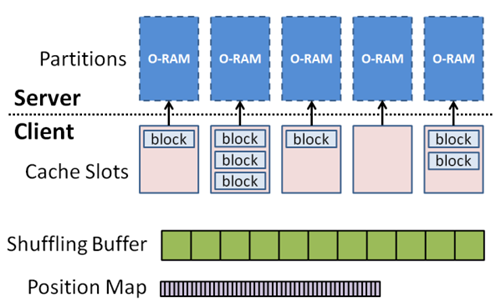 Partitions
O-RAM O-RAM O-RAM O-RAM O-RAM
Server
Client
Cache Slots
block block block block
block block
block
Shuffling Buffer
Position Map